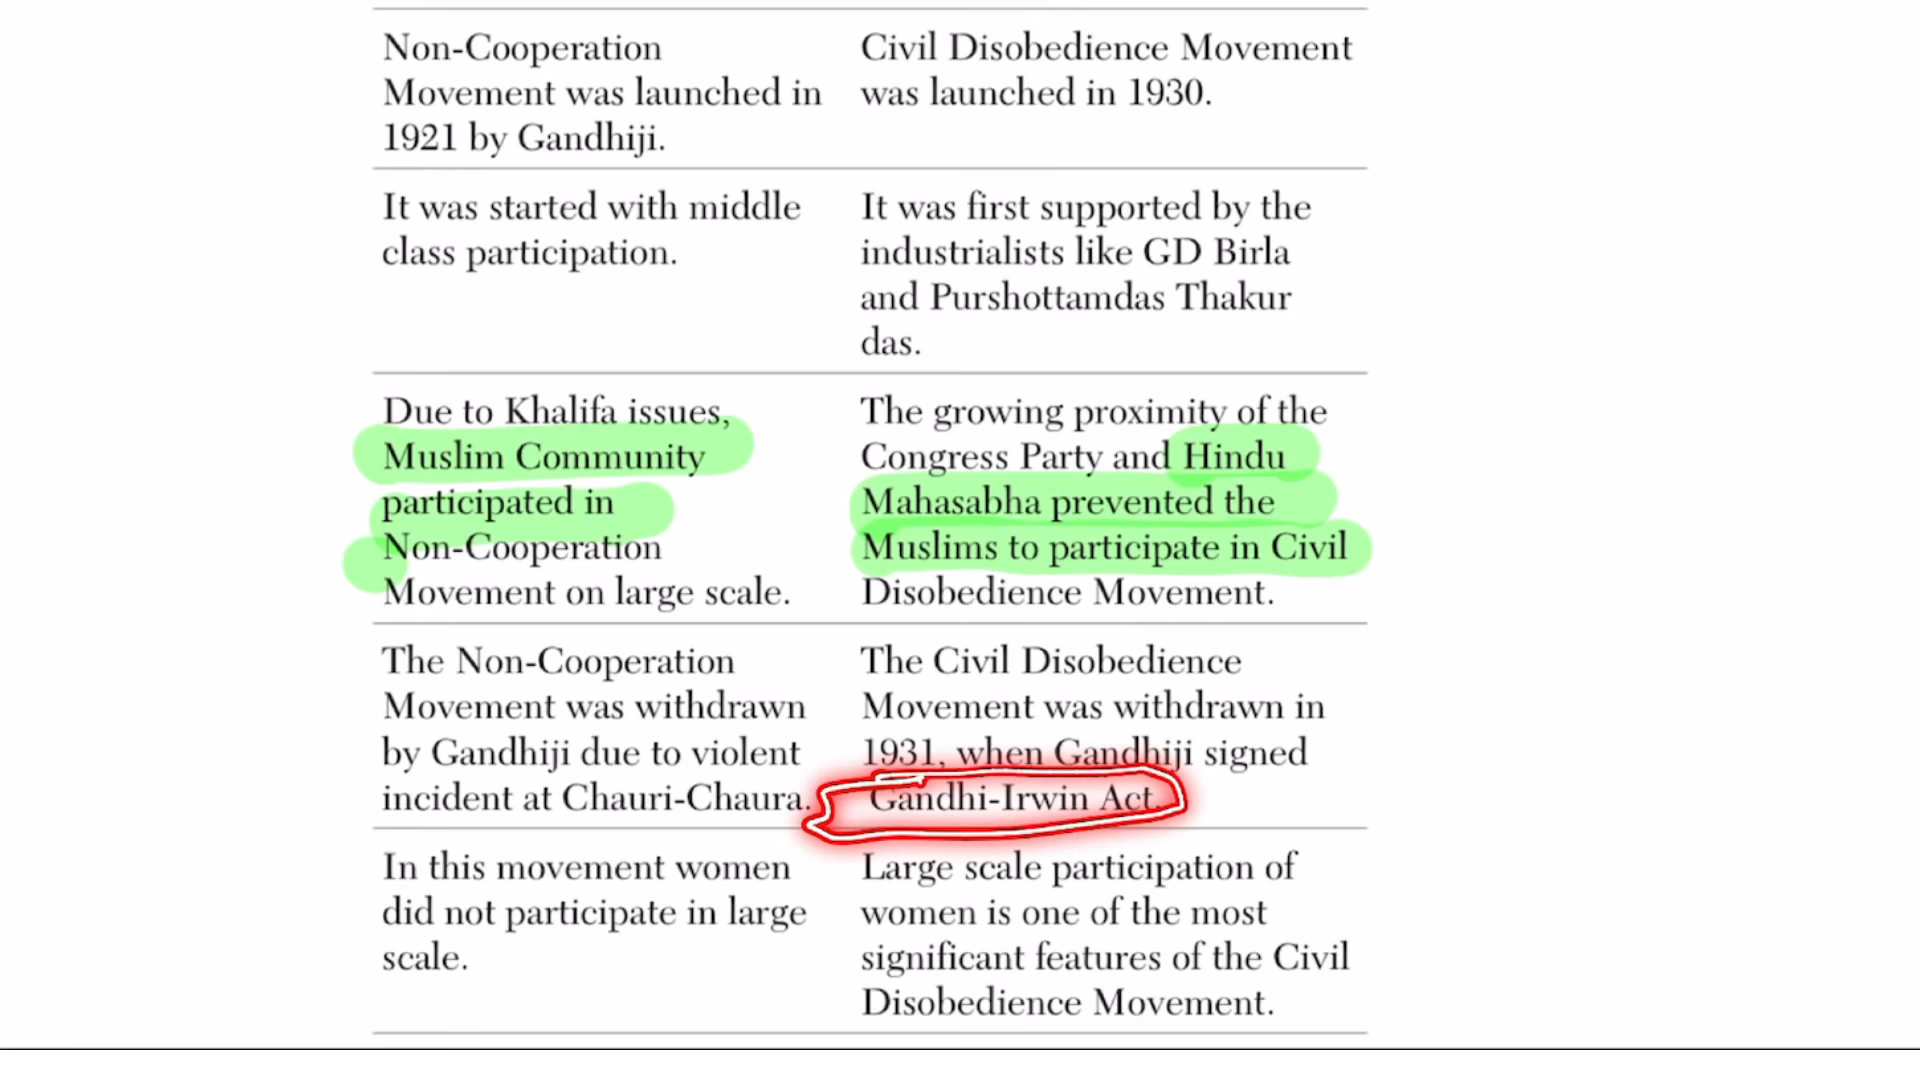 Non-Cooperation
Movement was launched in
1921 by Gandhiji.
Civil Disobedience Movement
was launched in 1930.
It was started with middle
class participation.
It was first supported by the
industrialists like GD Birla
and Purshottamdas Thakur
das.
Due to Khalifa issues,
Muslim Community
participated in
Non-Cooperation
Movement on large scale.
The growing proximity of the
Congress Party and Hindu
Mahasabha prevented the
Muslims to participate in Civil
Disobedience Movement.
The Non-Cooperation
Movement was withdrawn
by Gandhiji due to violent
incident at Chauri-Chaura.
The Civil Disobedience
Movement was withdrawn in
1931, when Gandhiji signed
Gandhi-Irwin Act.
In this movement women
did not participate in large
scale.
Large scale participation of
women is one of the most
significant features of the Civil
Disobedience Movement.